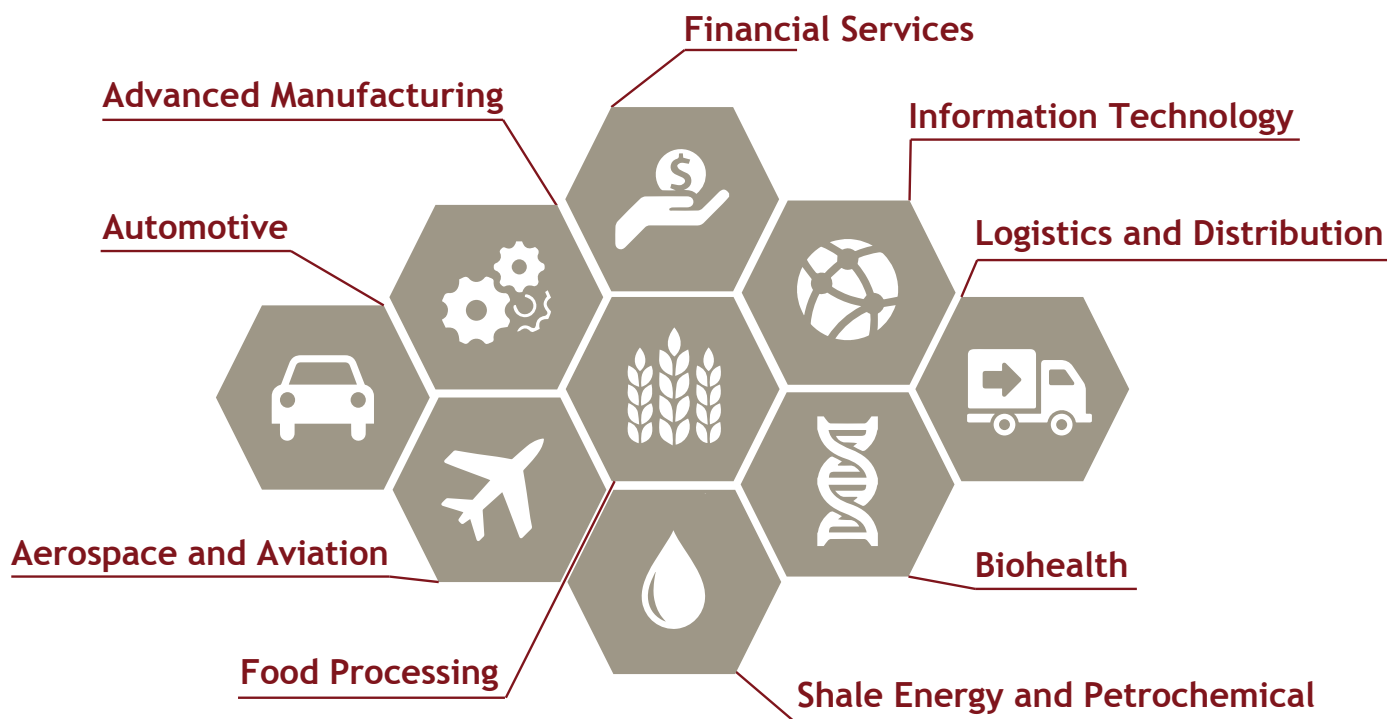 Financial Services
Advanced Manufacturing
Information Technology
Automotive
Logistics and Distribution
$
Aerospace and Aviation
Biohealth
Food Processing
Shale Energy and Petrochemical